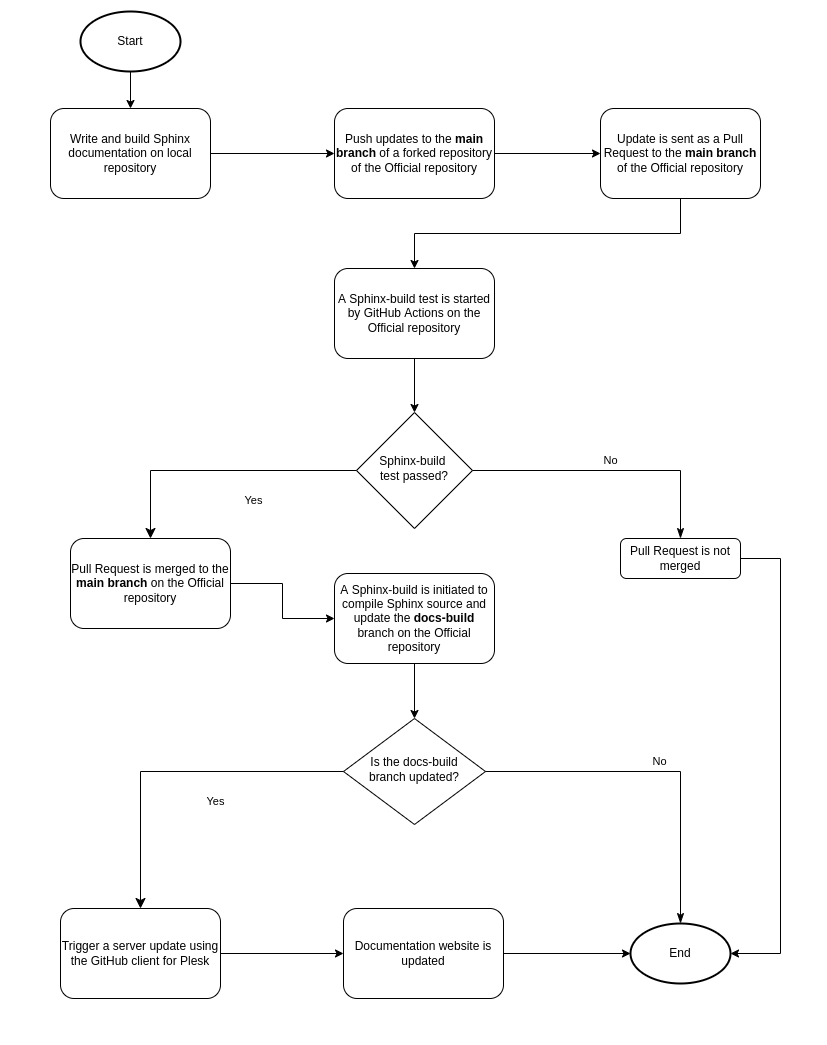 Start
Write and build Sphinx
documentation on local
repository
Push updates to the main
branch of a forked repository
of the Official repository
Update is sent as a Pull
Request to the main branch
of the Official repository
A Sphinx-build test is started
by GitHub Actions on the
Official repository
Sphinx-build
test passed?
No
Yes
Pull Request is merged to the
main branch on the Official
repository
Pull Request is not
merged
A Sphinx-build is initiated to
compile Sphinx source and
update the docs-build
branch on the Official
repository
Is the docs-build
branch updated?
No
Yes
Trigger a server update using
the GitHub client for Plesk
Documentation website is
updated
End